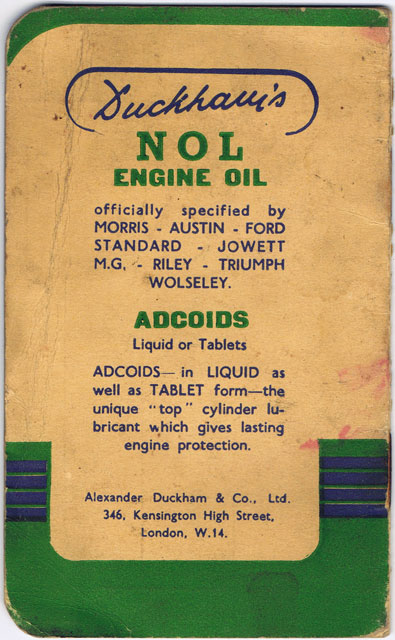 Duckham's
NOL
ENGINE OIL
officially specified by
MORRIS - AUSTIN - FORD
STANDARD - JOWETT
M.G. - RILEY - TRIUMPH
WOLSELEY.
ADCOIDS
Liquid or Tablets
ADCOIDS—in LIQUID as
well as TABLET form—the
unique "top" cylinder lu-
bricant which gives lasting
engine protection.
Alexander Duckham & Co., Ltd.
346, Kensington High Street,
London, W.14.